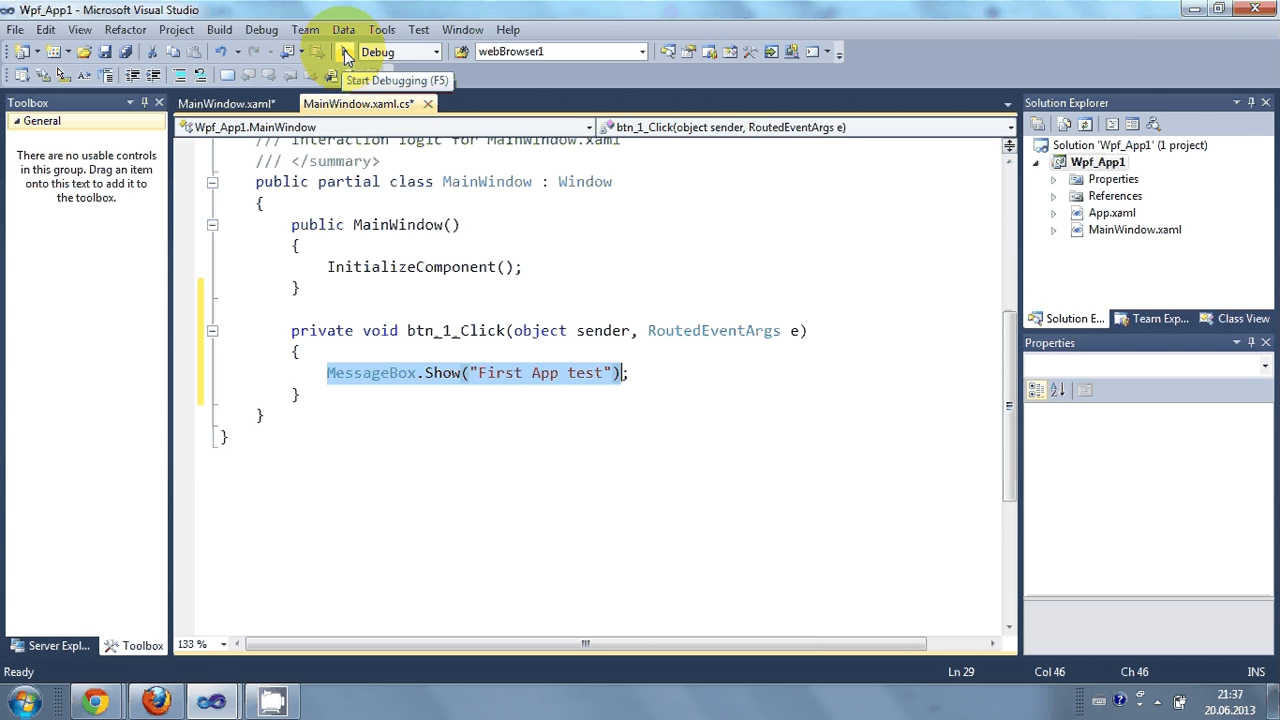 Wpf_App1 - Microsoft Visual Studio
File Edit View Refactor Project Build Debug Team Data Tools Test Window Help
Debug webBrowser1
Start Debugging (F5)
Toolbox
General
There are no usable controls
in this group. Drag an item
onto this text to add it to
the toolbox.
Server Expl... Toolbox
MainWindow.xaml* MainWindow.xaml.cs*
Wpf_App1.MainWindow btn_1_Click(object sender, RoutedEventArgs e)
/// Interaction logic for MainWindow.xaml
/// </summary>
public partial class MainWindow : Window
{
public MainWindow()
{
InitializeComponent();
}
private void btn_1_Click(object sender, RoutedEventArgs e)
{
MessageBox.Show("First App test");
}
}
}
133 %
Solution Explorer
Solution 'Wpf_App1' (1 project)
Wpf_App1
Properties
References
App.xaml
MainWindow.xaml
Solution E... Team Exp... Class View
Properties
Ready Ln 29 Col 46 Ch 46 INS
21:37
20.06.2013